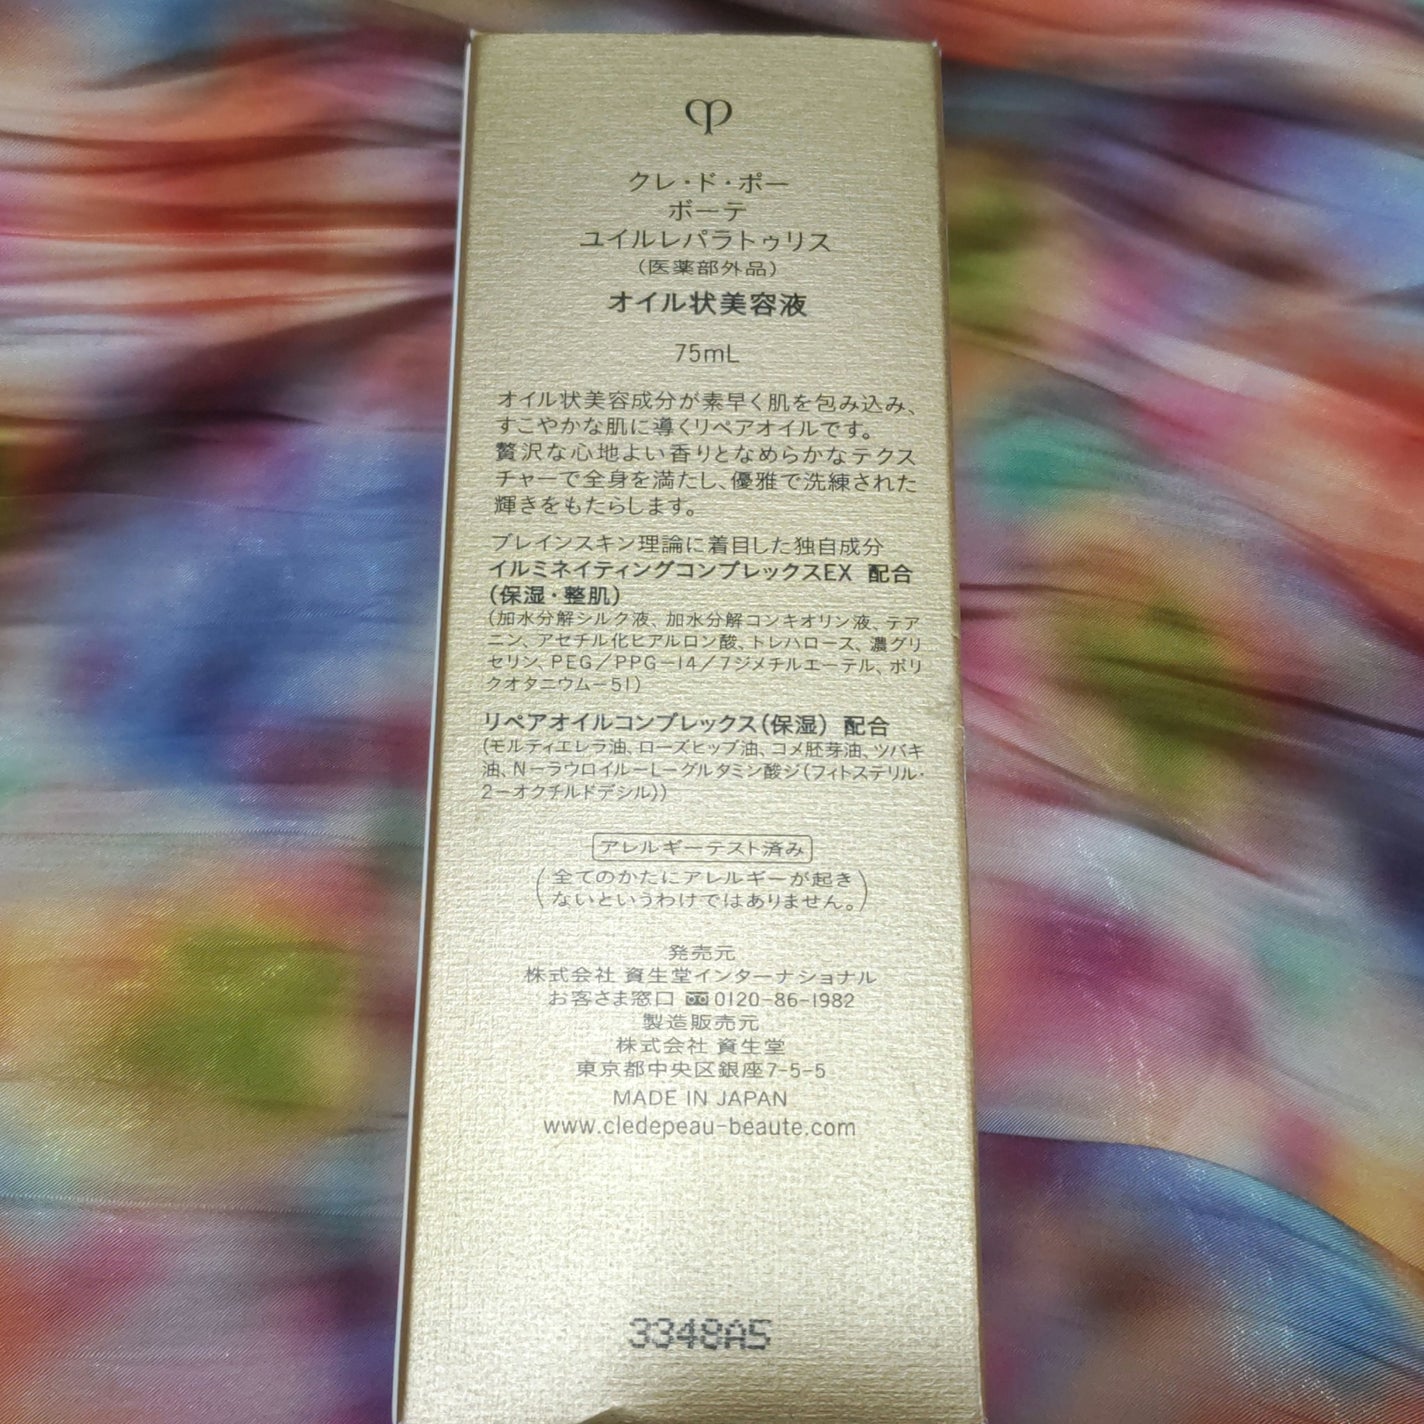 クレ・ド・ポー
ボーテ
ユイルレパラトゥリス
(医薬部外品)
オイル状美容液
75mL
オイル状美容成分が素早く肌を包み込み、
すこやかな肌に導くリペアオイルです。
贅沢な心地よい香りとなめらかなテクス
チャーで全身を満たし、優雅で洗練された
輝きをもたらします。
ブレインスキン理論に着目した独自成分
イルミネイティングコンプレックスEX 配合
(保湿・整肌)
(加水分解シルク液、加水分解コンキオリン液、テア
ニン、アセチル化ヒアルロン酸、トレハロース、濃グリ
セリン、PEG/PPG-14/7ジメチルエーテル、ポリ
クオタニウム-51)
リペアオイルコンプレックス(保湿) 配合
(モルティエレラ油、ローズヒップ油、コメ胚芽油、ツバキ
油、N-ラウロイル-L-グルタミン酸ジ(フィトステリル・
2-オクチルドデシル))
アレルギーテスト済み
(全てのかたにアレルギーが起き
ないというわけではありません。)
発売元
株式会社 資生堂インターナショナル
お客さま窓口 0120-86-1982
製造販売元
株式会社 資生堂
東京都中央区銀座7-5-5
MADE IN JAPAN
www.cledepeau-beaute.com
3348A5